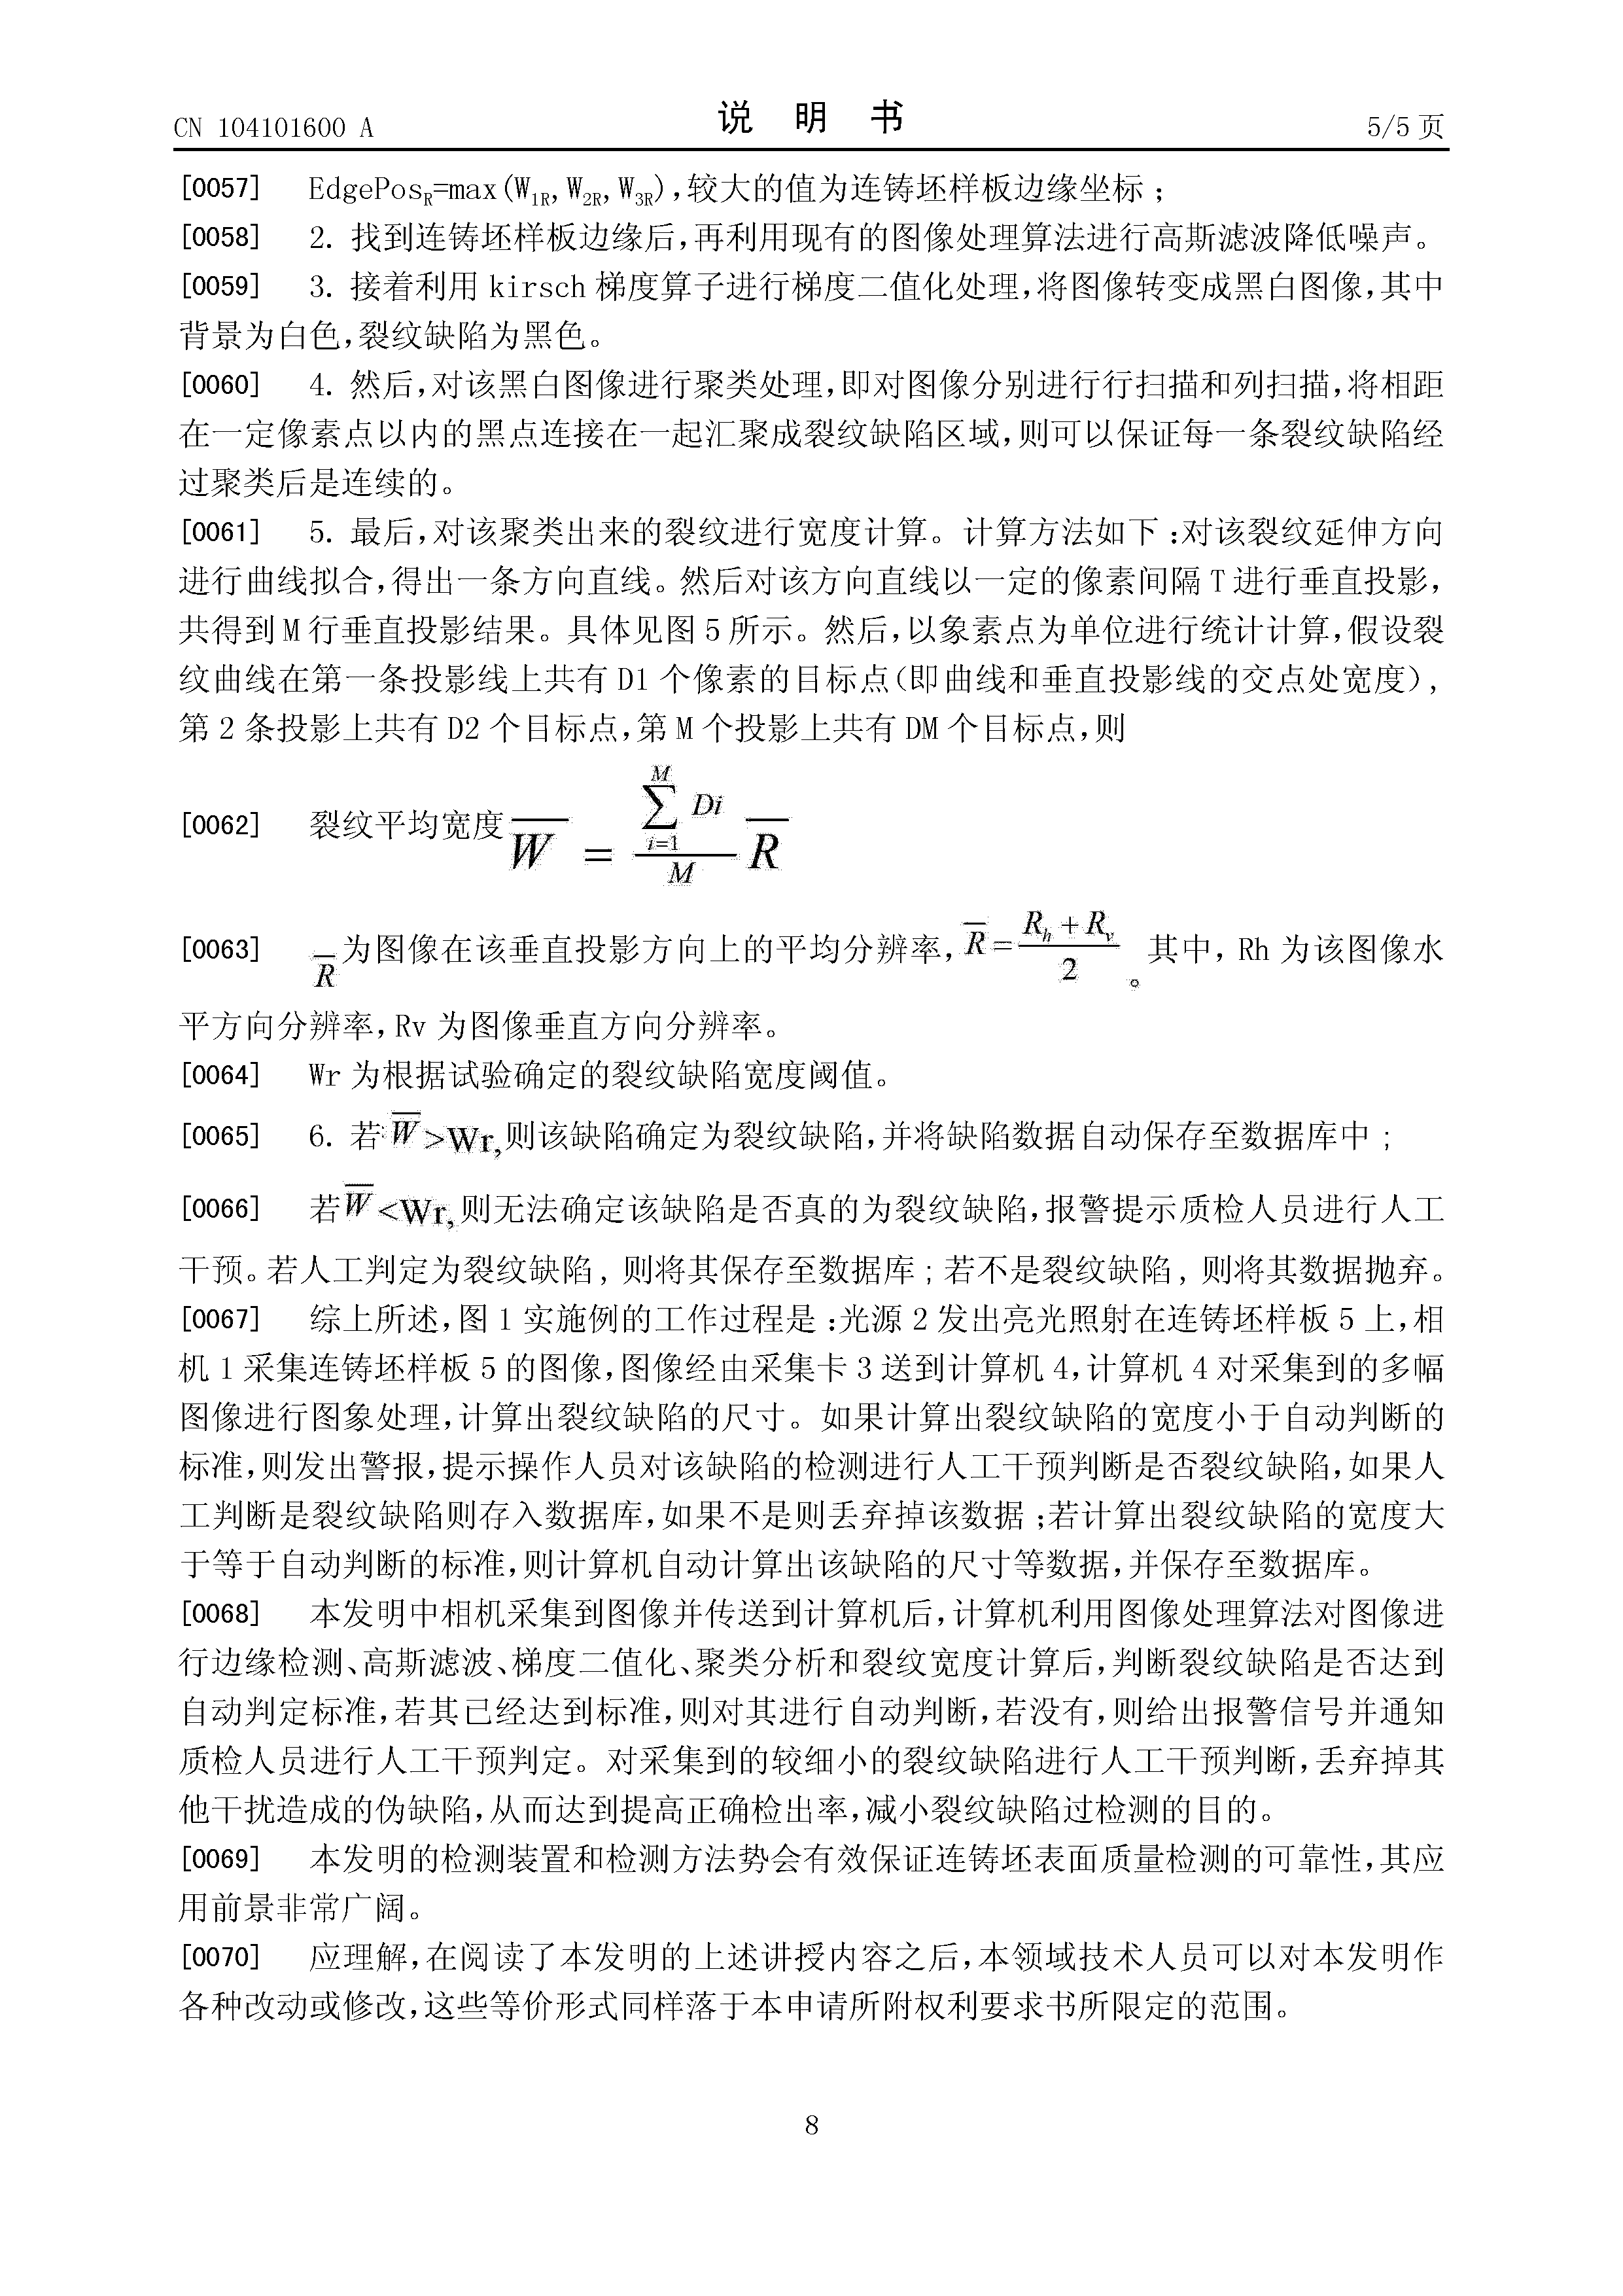 CN 104101600 A
说 明 书
5/5 页
[0057] EdgePosR=max(W1R,W2R,W3R),较大的值为连铸坯样板边缘坐标；
[0058] 2. 找到连铸坯样板边缘后,再利用现有的图像处理算法进行高斯滤波降低噪声。
[0059] 3. 接着利用 kirsch 梯度算子进行梯度二值化处理,将图像转变成黑白图像,其中
背景为白色,裂纹缺陷为黑色。
[0060] 4. 然后,对该黑白图像进行聚类处理,即对图像分别进行行扫描和列扫描,将相距
在一定像素点以内的黑点连接在一起汇聚成裂纹缺陷区域,则可以保证每一条裂纹缺陷经
过聚类后是连续的。
[0061] 5. 最后,对该聚类出来的裂纹进行宽度计算。计算方法如下:对该裂纹延伸方向
进行曲线拟合,得出一条方向直线。然后对该方向直线以一定的像素间隔 T 进行垂直投影,
共得到 M 行垂直投影结果。具体见图 5 所示。然后,以象素点为单位进行统计计算,假设裂
纹曲线在第一条投影线上共有 D1 个像素的目标点(即曲线和垂直投影线的交点处宽度),
第 2 条投影上共有 D2 个目标点,第 M 个投影上共有 DM 个目标点,则
[0062] 裂纹平均宽度 $\overline{W} = \frac{\sum_{i=1}^{M} Di}{M} \overline{R}$
[0063] $\overline{R}$ 为图像在该垂直投影方向上的平均分辨率, $\overline{R} = \frac{R_h + R_v}{2}$ 。其中, Rh 为该图像水
平方向分辨率,Rv 为图像垂直方向分辨率。
[0064] Wr 为根据试验确定的裂纹缺陷宽度阈值。
[0065] 6. 若 $\overline{W}$ >Wr,则该缺陷确定为裂纹缺陷,并将缺陷数据自动保存至数据库中；
[0066] 若 $\overline{W}$ <Wr,则无法确定该缺陷是否真的为裂纹缺陷,报警提示质检人员进行人工
干预。若人工判定为裂纹缺陷，则将其保存至数据库；若不是裂纹缺陷，则将其数据抛弃。
[0067] 综上所述,图 1 实施例的工作过程是:光源 2 发出亮光照射在连铸坯样板 5 上,相
机 1 采集连铸坯样板 5 的图像,图像经由采集卡 3 送到计算机 4,计算机 4 对采集到的多幅
图像进行图象处理,计算出裂纹缺陷的尺寸。如果计算出裂纹缺陷的宽度小于自动判断的
标准,则发出警报,提示操作人员对该缺陷的检测进行人工干预判断是否裂纹缺陷,如果人
工判断是裂纹缺陷则存入数据库,如果不是则丢弃掉该数据;若计算出裂纹缺陷的宽度大
于等于自动判断的标准,则计算机自动计算出该缺陷的尺寸等数据,并保存至数据库。
[0068] 本发明中相机采集到图像并传送到计算机后,计算机利用图像处理算法对图像进
行边缘检测、高斯滤波、梯度二值化、聚类分析和裂纹宽度计算后,判断裂纹缺陷是否达到
自动判定标准,若其已经达到标准,则对其进行自动判断,若没有,则给出报警信号并通知
质检人员进行人工干预判定。对采集到的较细小的裂纹缺陷进行人工干预判断,丢弃掉其
他干扰造成的伪缺陷,从而达到提高正确检出率,减小裂纹缺陷过检测的目的。
[0069] 本发明的检测装置和检测方法势会有效保证连铸坯表面质量检测的可靠性,其应
用前景非常广阔。
[0070] 应理解,在阅读了本发明的上述讲授内容之后,本领域技术人员可以对本发明作
各种改动或修改,这些等价形式同样落于本申请所附权利要求书所限定的范围。
8